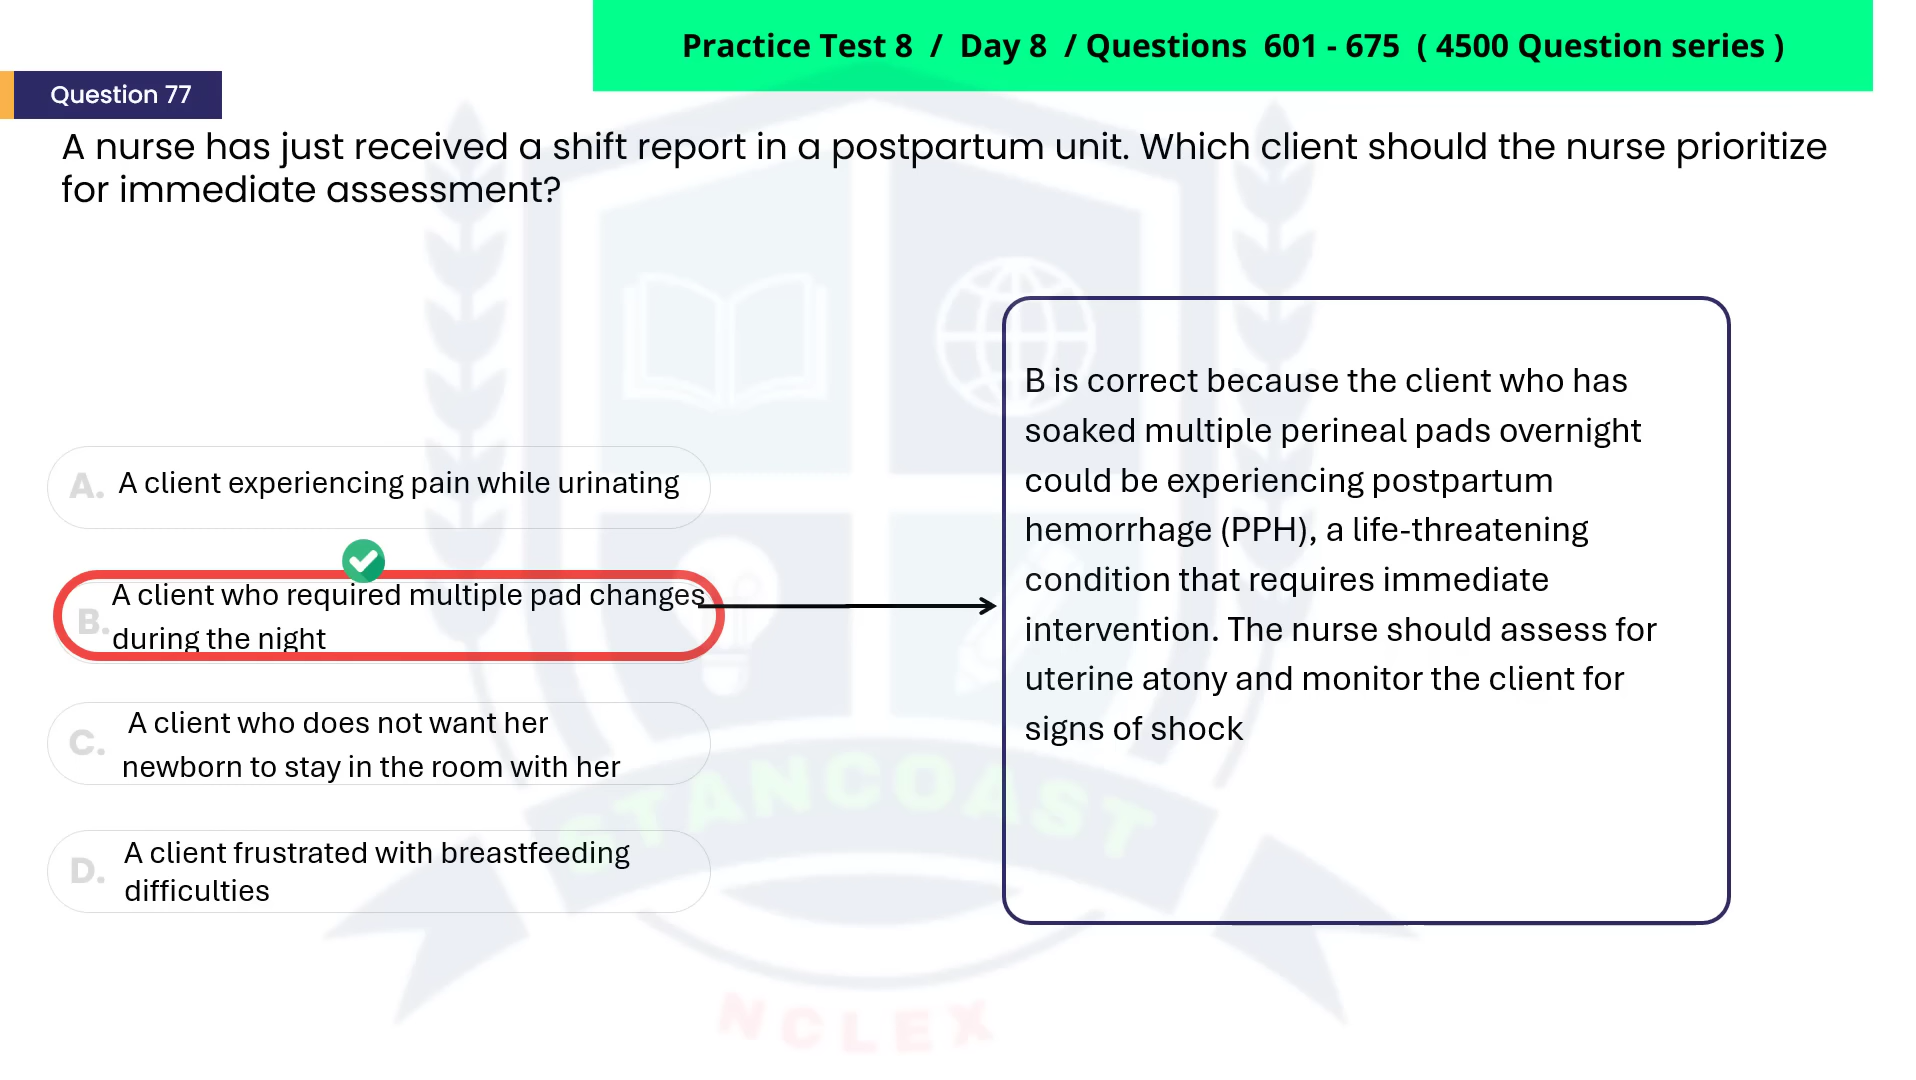 Practice Test 8 / Day 8 / Questions 601 - 675 ( 4500 Question series )
Question 77
A nurse has just received a shift report in a postpartum unit. Which client should the nurse prioritize
for immediate assessment?
A. A client experiencing pain while urinating
B. A client who required multiple pad changes
during the night
C. A client who does not want her
newborn to stay in the room with her
D. A client frustrated with breastfeeding
difficulties
B is correct because the client who has
soaked multiple perineal pads overnight
could be experiencing postpartum
hemorrhage (PPH), a life-threatening
condition that requires immediate
intervention. The nurse should assess for
uterine atony and monitor the client for
signs of shock
STANCOAST
NCLEX